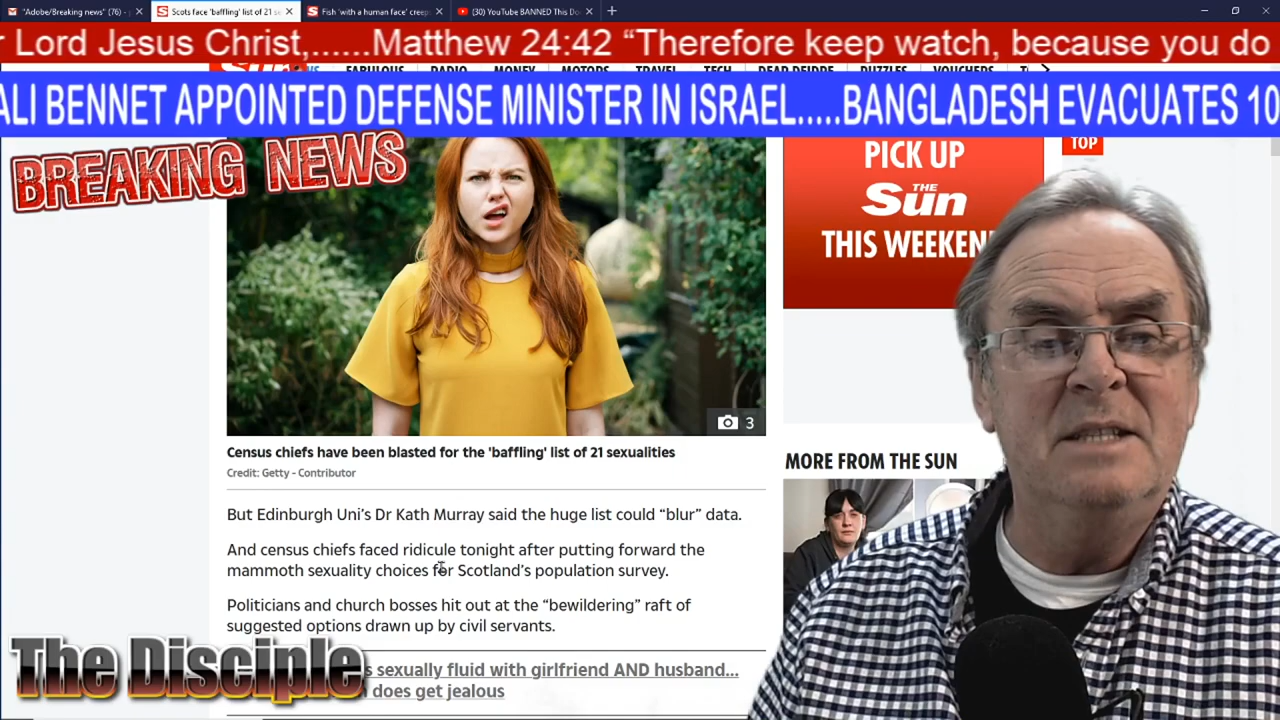 "Adobe/Breaking news" (76) -
Scots face 'baffling' list of 21 se
Fish 'with a human face' creep
(30) YouTube BANNED This Do
r Lord Jesus Christ,......Matthew 24:42 “Therefore keep watch, because you do
FABULOUS RADIO MONEY MOTORS TRAVEL TECH DEAR DEIDRE PUZZLES VOUCHERS
ALI BENNET APPOINTED DEFENSE MINISTER IN ISRAEL.....BANGLADESH EVACUATES 10
BREAKING NEWS
PICK UP
THE
Sun
THIS WEEKEN
TOP
3
Census chiefs have been blasted for the 'baffling' list of 21 sexualities
Credit: Getty - Contributor
MORE FROM THE SUN
But Edinburgh Uni’s Dr Kath Murray said the huge list could “blur” data.
And census chiefs faced ridicule tonight after putting forward the
mammoth sexuality choices for Scotland’s population survey.
Politicians and church bosses hit out at the “bewildering” raft of
suggested options drawn up by civil servants.
The Disciple
s sexually fluid with girlfriend AND husband...
does get jealous